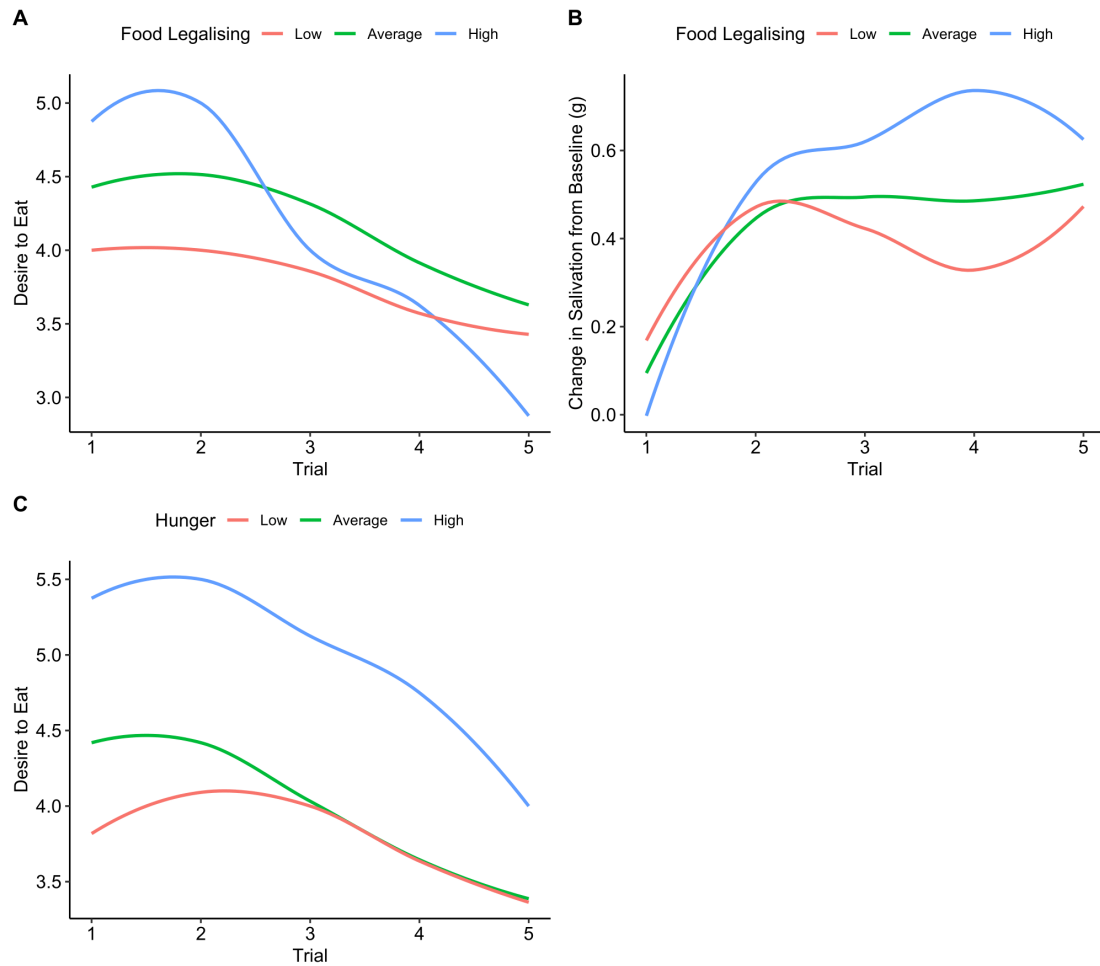 A
Food Legalising Low Average High
Desire to Eat
5.0
4.5
4.0
3.5
3.0
1 2 3 4 5
Trial
B
Food Legalising Low Average High
Change in Salivation from Baseline (g)
0.6
0.4
0.2
0.0
1 2 3 4 5
Trial
C
Hunger Low Average High
Desire to Eat
5.5
5.0
4.5
4.0
3.5
1 2 3 4 5
Trial